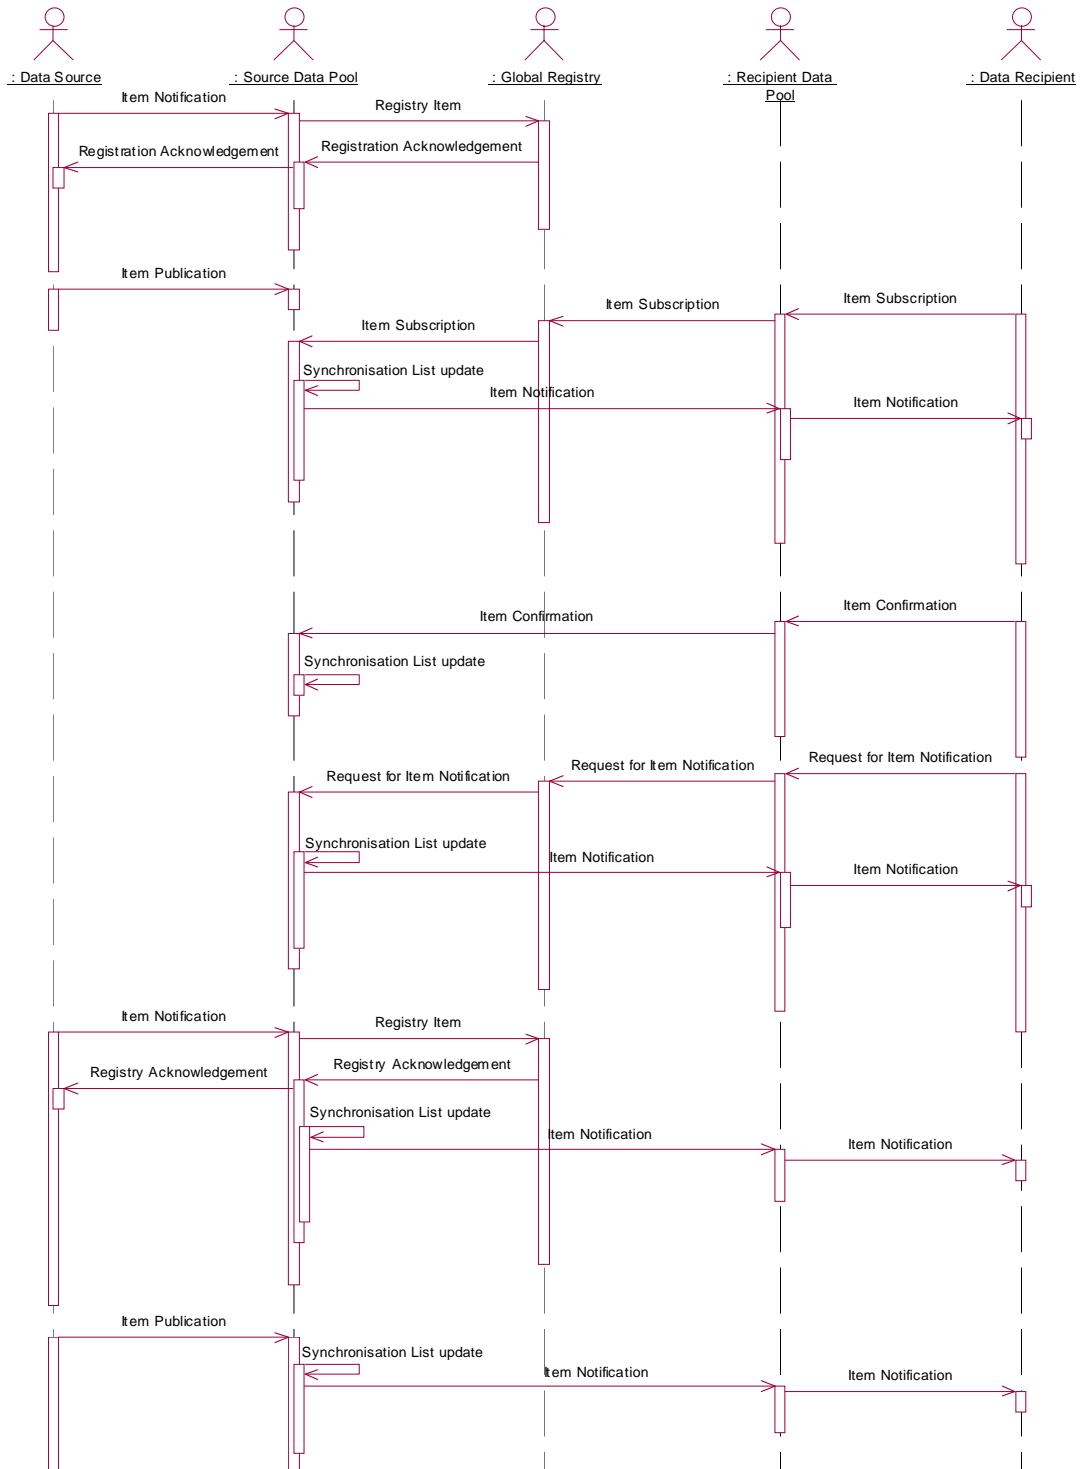 : Data Source
: Source Data Pool
: Global Registry
: Recipient Data
Pool
: Data Recipient
Item Notification
Registry Item
Registration Acknowledgement
Registration Acknowledgement
Item Publication
Item Subscription
Item Subscription
Item Subscription
Synchronisation List update
Item Notification
Item Notification
Item Confirmation
Item Confirmation
Synchronisation List update
Request for Item Notification
Request for Item Notification
Request for Item Notification
Synchronisation List update
Item Notification
Item Notification
Item Notification
Registry Item
Registry Acknowledgement
Registry Acknowledgement
Synchronisation List update
Item Notification
Item Notification
Item Publication
Synchronisation List update
Item Notification
Item Notification